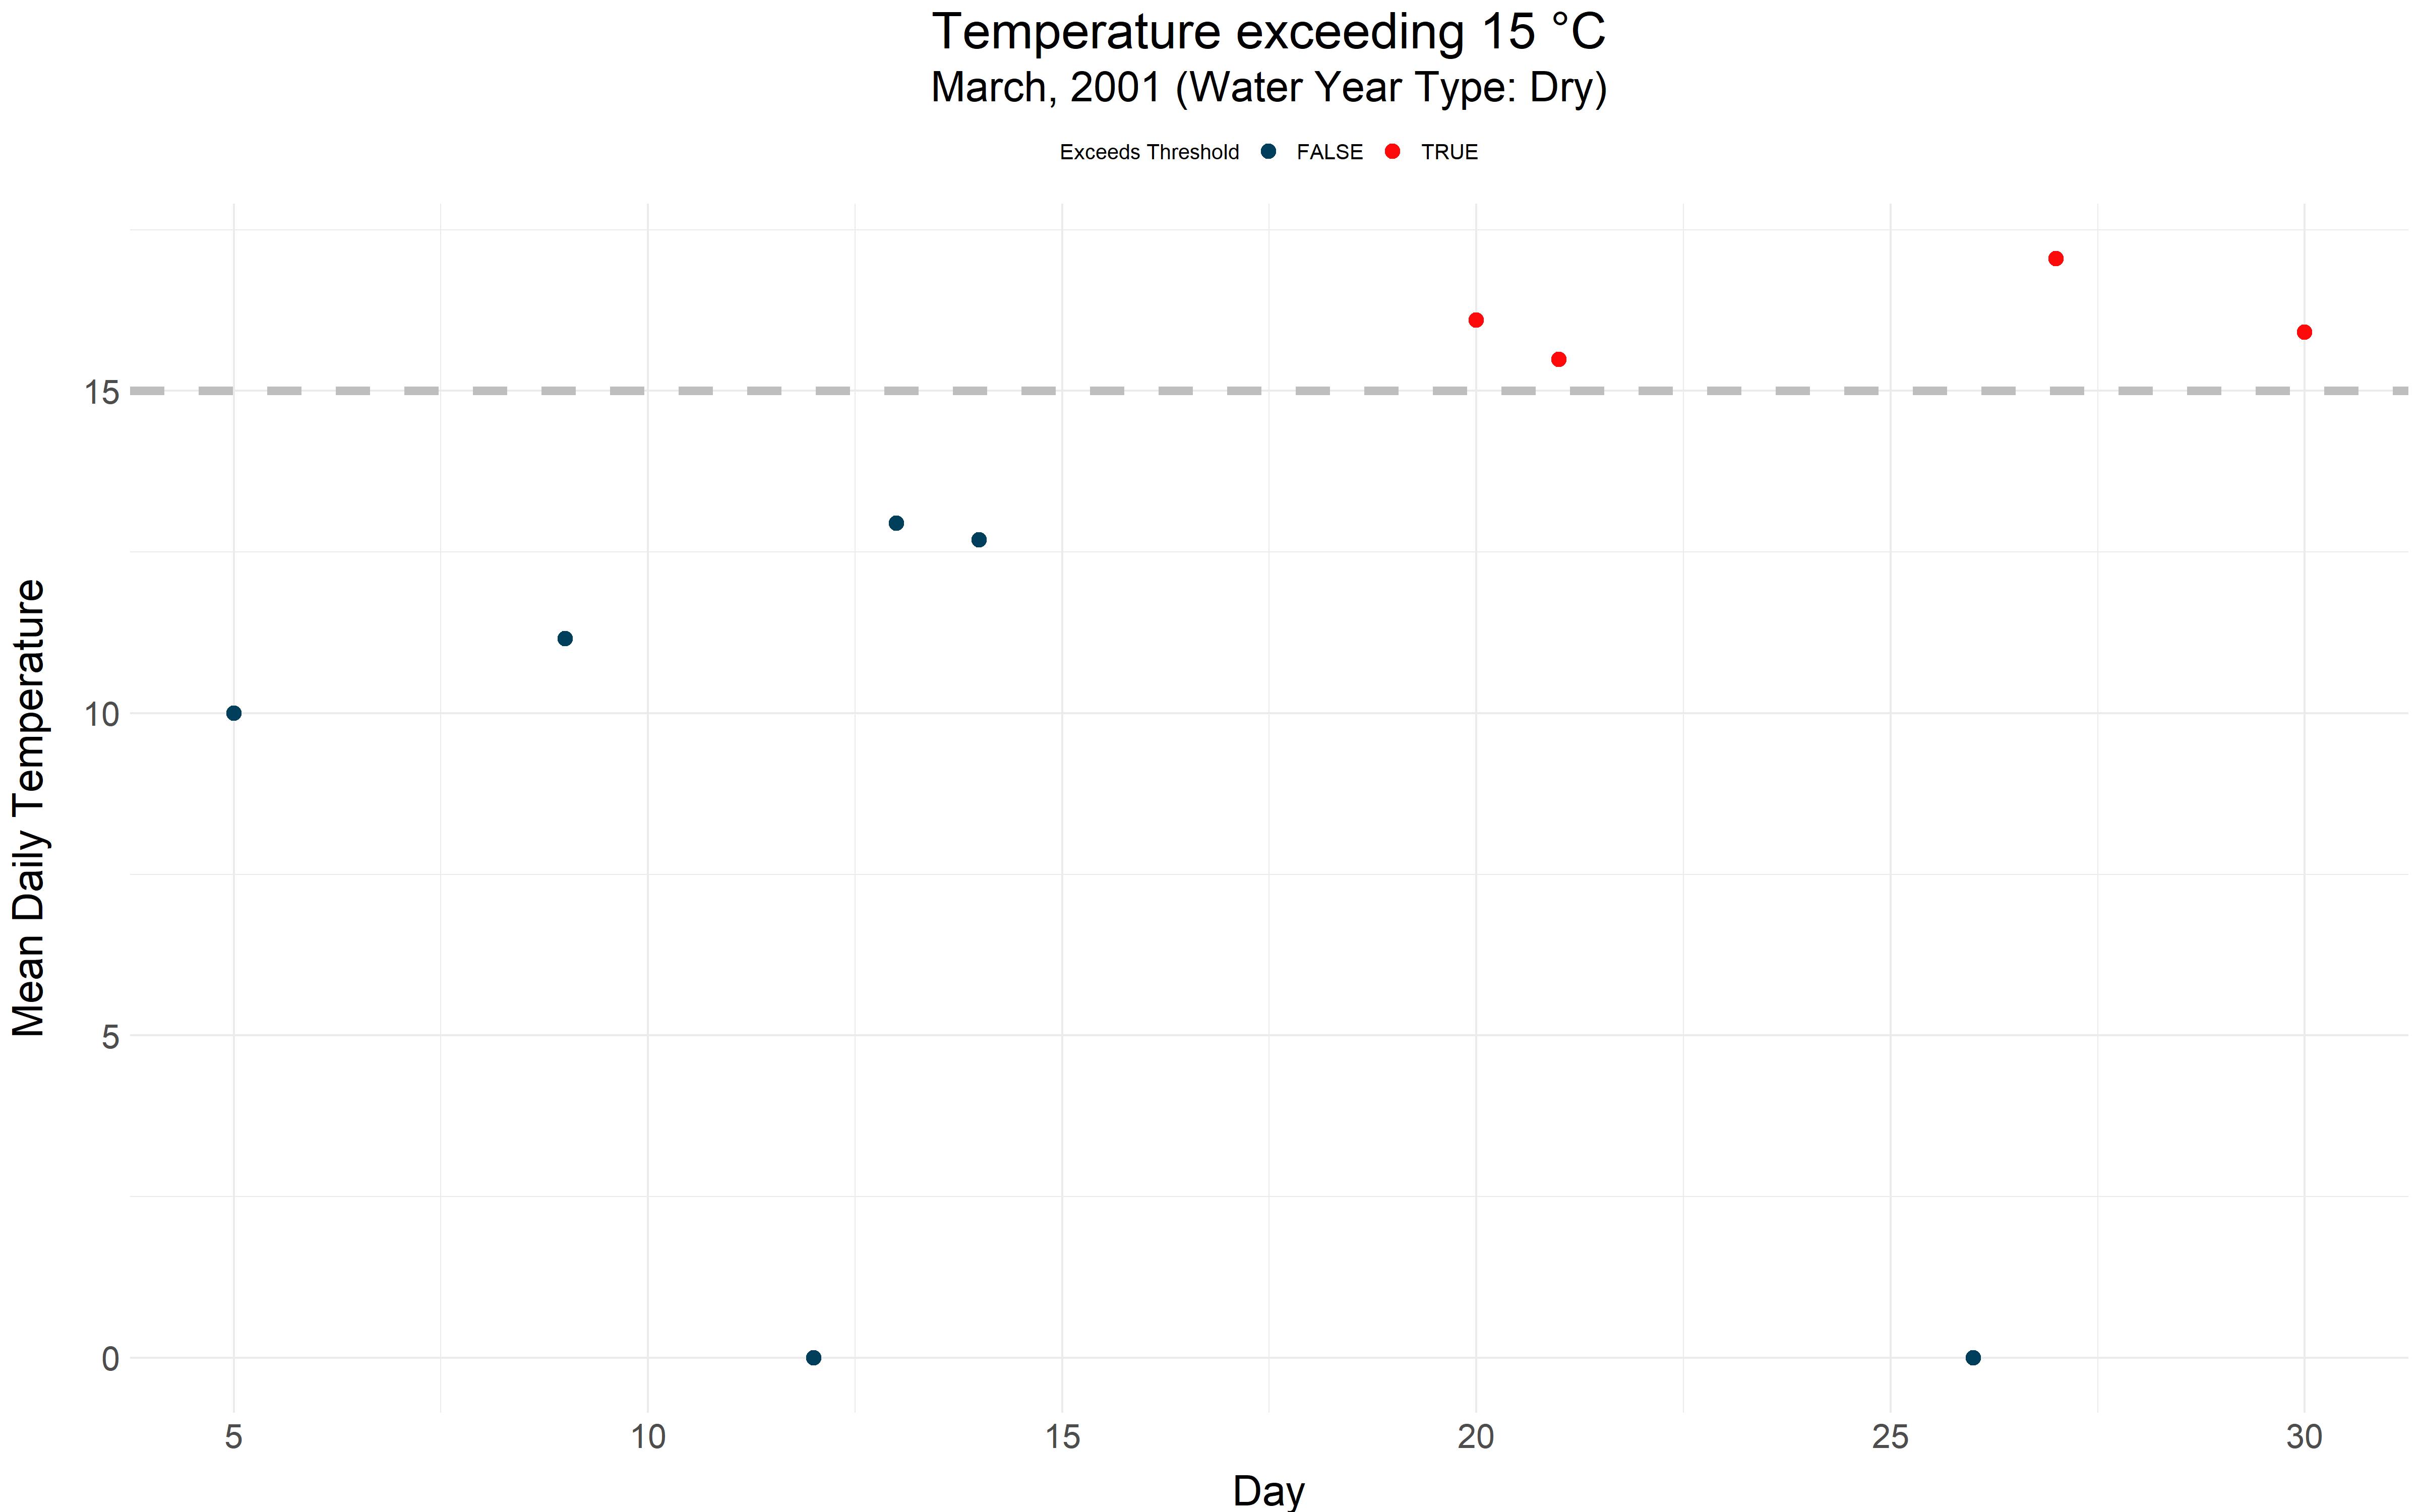 Temperature exceeding 15 °C
March, 2001 (Water Year Type: Dry)
Exceeds Threshold FALSE TRUE
Mean Daily Temperature
15
10
5
0
5 10 15 20 25 30
Day